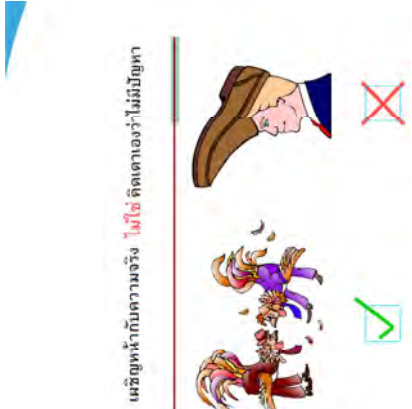 เผชิญหน้ากับความจริง ไม่ใช่ คิดเดาเองว่าไม่มีปัญหา